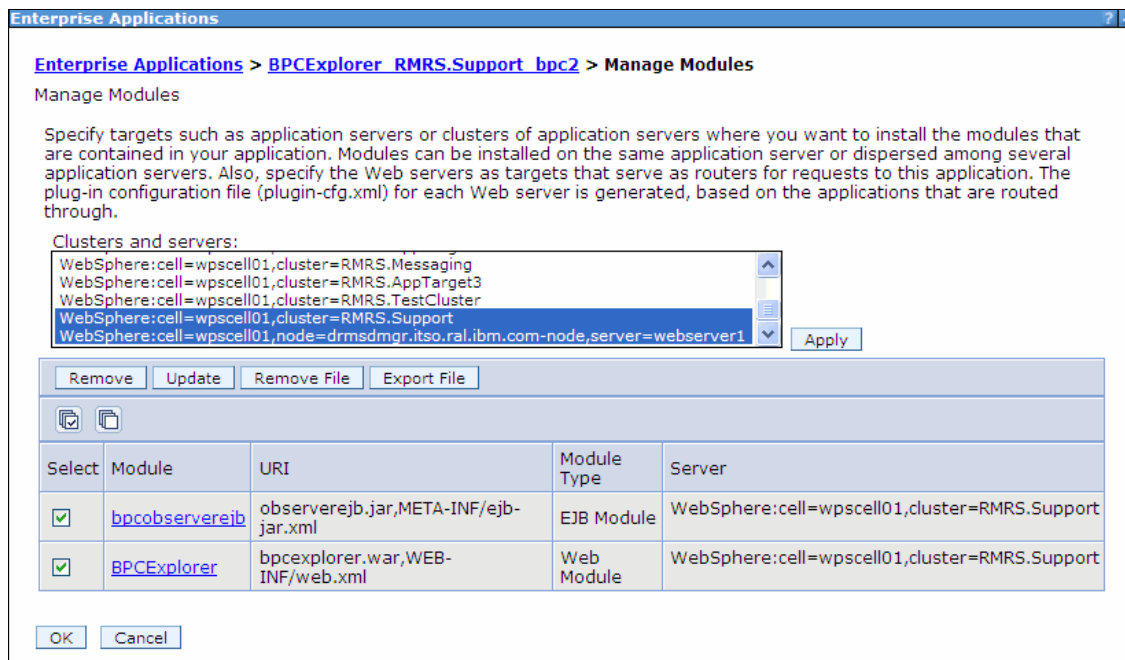 Enterprise Applications ?
Enterprise Applications > BPCExplorer_RMRS.Support_bpc2 > Manage Modules
Manage Modules
Specify targets such as application servers or clusters of application servers where you want to install the modules that
are contained in your application. Modules can be installed on the same application server or dispersed among several
application servers. Also, specify the Web servers as targets that serve as routers for requests to this application. The
plug-in configuration file (plugin-cfg.xml) for each Web server is generated, based on the applications that are routed
through.
Clusters and servers:
WebSphere:cell=wpscell01,cluster=RMRS.Messaging
WebSphere:cell=wpscell01,cluster=RMRS.AppTarget3
WebSphere:cell=wpscell01,cluster=RMRS.TestCluster
WebSphere:cell=wpscell01,cluster=RMRS.Support
WebSphere:cell=wpscell01,node=drmsdmgr.itso.ral.ibm.com-node,server=webserver1
Apply
Remove Update Remove File Export File
Select Module URI Module Type Server
bpcobserverejb observerejb.jar,META-INF/ejb-
jar.xml EJB Module WebSphere:cell=wpscell01,cluster=RMRS.Support
BPCExplorer bpcexplorer.war,WEB-
INF/web.xml Web Module WebSphere:cell=wpscell01,cluster=RMRS.Support
OK Cancel